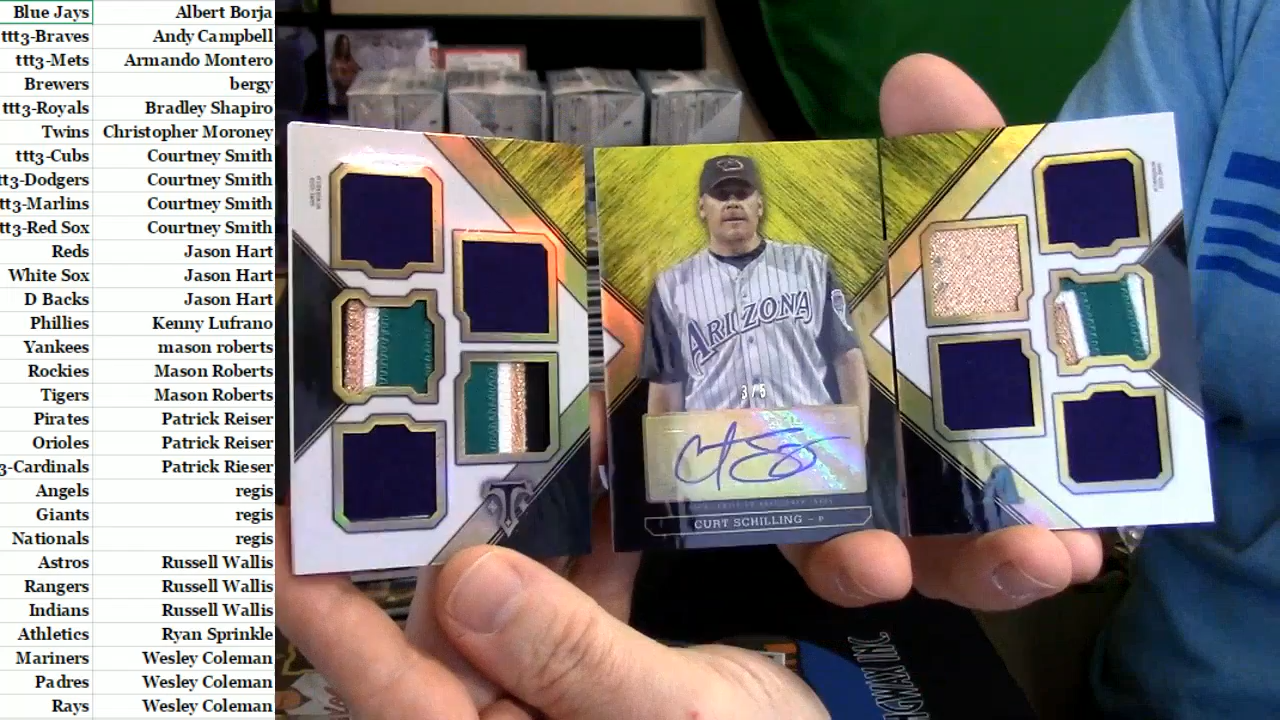 Blue Jays Albert Borja
ttt3-Braves Andy Campbell
ttt3-Mets Armando Montero
Brewers bergy
ttt3-Royals Bradley Shapiro
Twins Christopher Moroney
ttt3-Cubs Courtney Smith
tt3-Dodgers Courtney Smith
ttt3-Marlins Courtney Smith
ttt3-Red Sox Courtney Smith
Reds Jason Hart
White Sox Jason Hart
D Backs Jason Hart
Phillies Kenny Lufrano
Yankees mason roberts
Rockies Mason Roberts
Tigers Mason Roberts
Pirates Patrick Reiser
Orioles Patrick Reiser
3-Cardinals Patrick Rieser
Angels regis
Giants regis
Nationals regis
Astros Russell Wallis
Rangers Russell Wallis
Indians Russell Wallis
Athletics Ryan Sprinkle
Mariners Wesley Coleman
Padres Wesley Coleman
Rays Wesley Coleman
ARIZONA
3/5
CURT SCHILLING - P